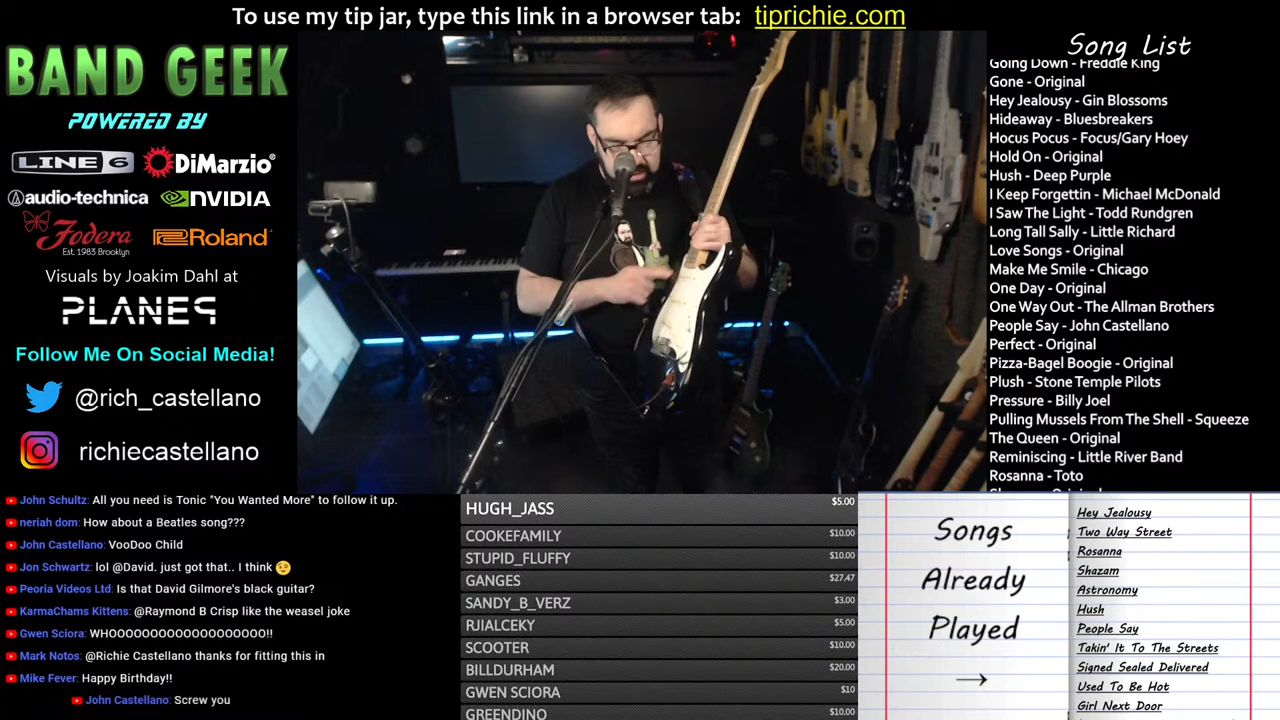 To use my tip jar, type this link in a browser tab: tiprichie.com
BAND GEEK
POWERED BY
LINE 6
DiMarzio
audio-technica
NVIDIA
Fodera
Est. 1983 Brooklyn
Roland
Visuals by Joakim Dahl at
PLANE9
Follow Me On Social Media!
@rich_castellano
richiecastellano
John Schultz: All you need is Tonic "You Wanted More" to follow it up.
neriah dom: How about a Beatles song???
John Castellano: VooDoo Child
Jon Schwartz: lol @David. just got that.. I think 😉
Peoria Videos Ltd: Is that David Gilmore's black guitar?
KarmaChams Kittens: @Raymond B Crisp like the weasel joke
Gwen Sciora: WHOOOOOOOOOOOOOOOOOOO!!
Mark Notos: @Richie Castellano thanks for fitting this in
Mike Fever: Happy Birthday!!
John Castellano: Screw you
HUGH_JASS $5.00
COOKEFAMILY $10.00
STUPID_FLUFFY $10.00
GANGES $27.47
SANDY_B_VERZ $3.00
RJIALCEKY $5.00
SCOOTER $10.00
BILLDURHAM $20.00
GWEN SCIORA $10
GREENDINO $10.00
Song List
Going Down - Freddie King
Gone - Original
Hey Jealousy - Gin Blossoms
Hideaway - Bluesbreakers
Hocus Pocus - Focus/Gary Hoey
Hold On - Original
Hush - Deep Purple
I Keep Forgettin - Michael McDonald
I Saw The Light - Todd Rundgren
Long Tall Sally - Little Richard
Love Songs - Original
Make Me Smile - Chicago
One Day - Original
One Way Out - The Allman Brothers
People Say - John Castellano
Perfect - Original
Pizza-Bagel Boogie - Original
Plush - Stone Temple Pilots
Pressure - Billy Joel
Pulling Mussels From The Shell - Squeeze
The Queen - Original
Reminiscing - Little River Band
Rosanna - Toto
Songs
Already
Played
→
Hey Jealousy
Two Way Street
Rosanna
Shazam
Astronomy
Hush
People Say
Takin' It To The Streets
Signed Sealed Delivered
Used To Be Hot
Girl Next Door